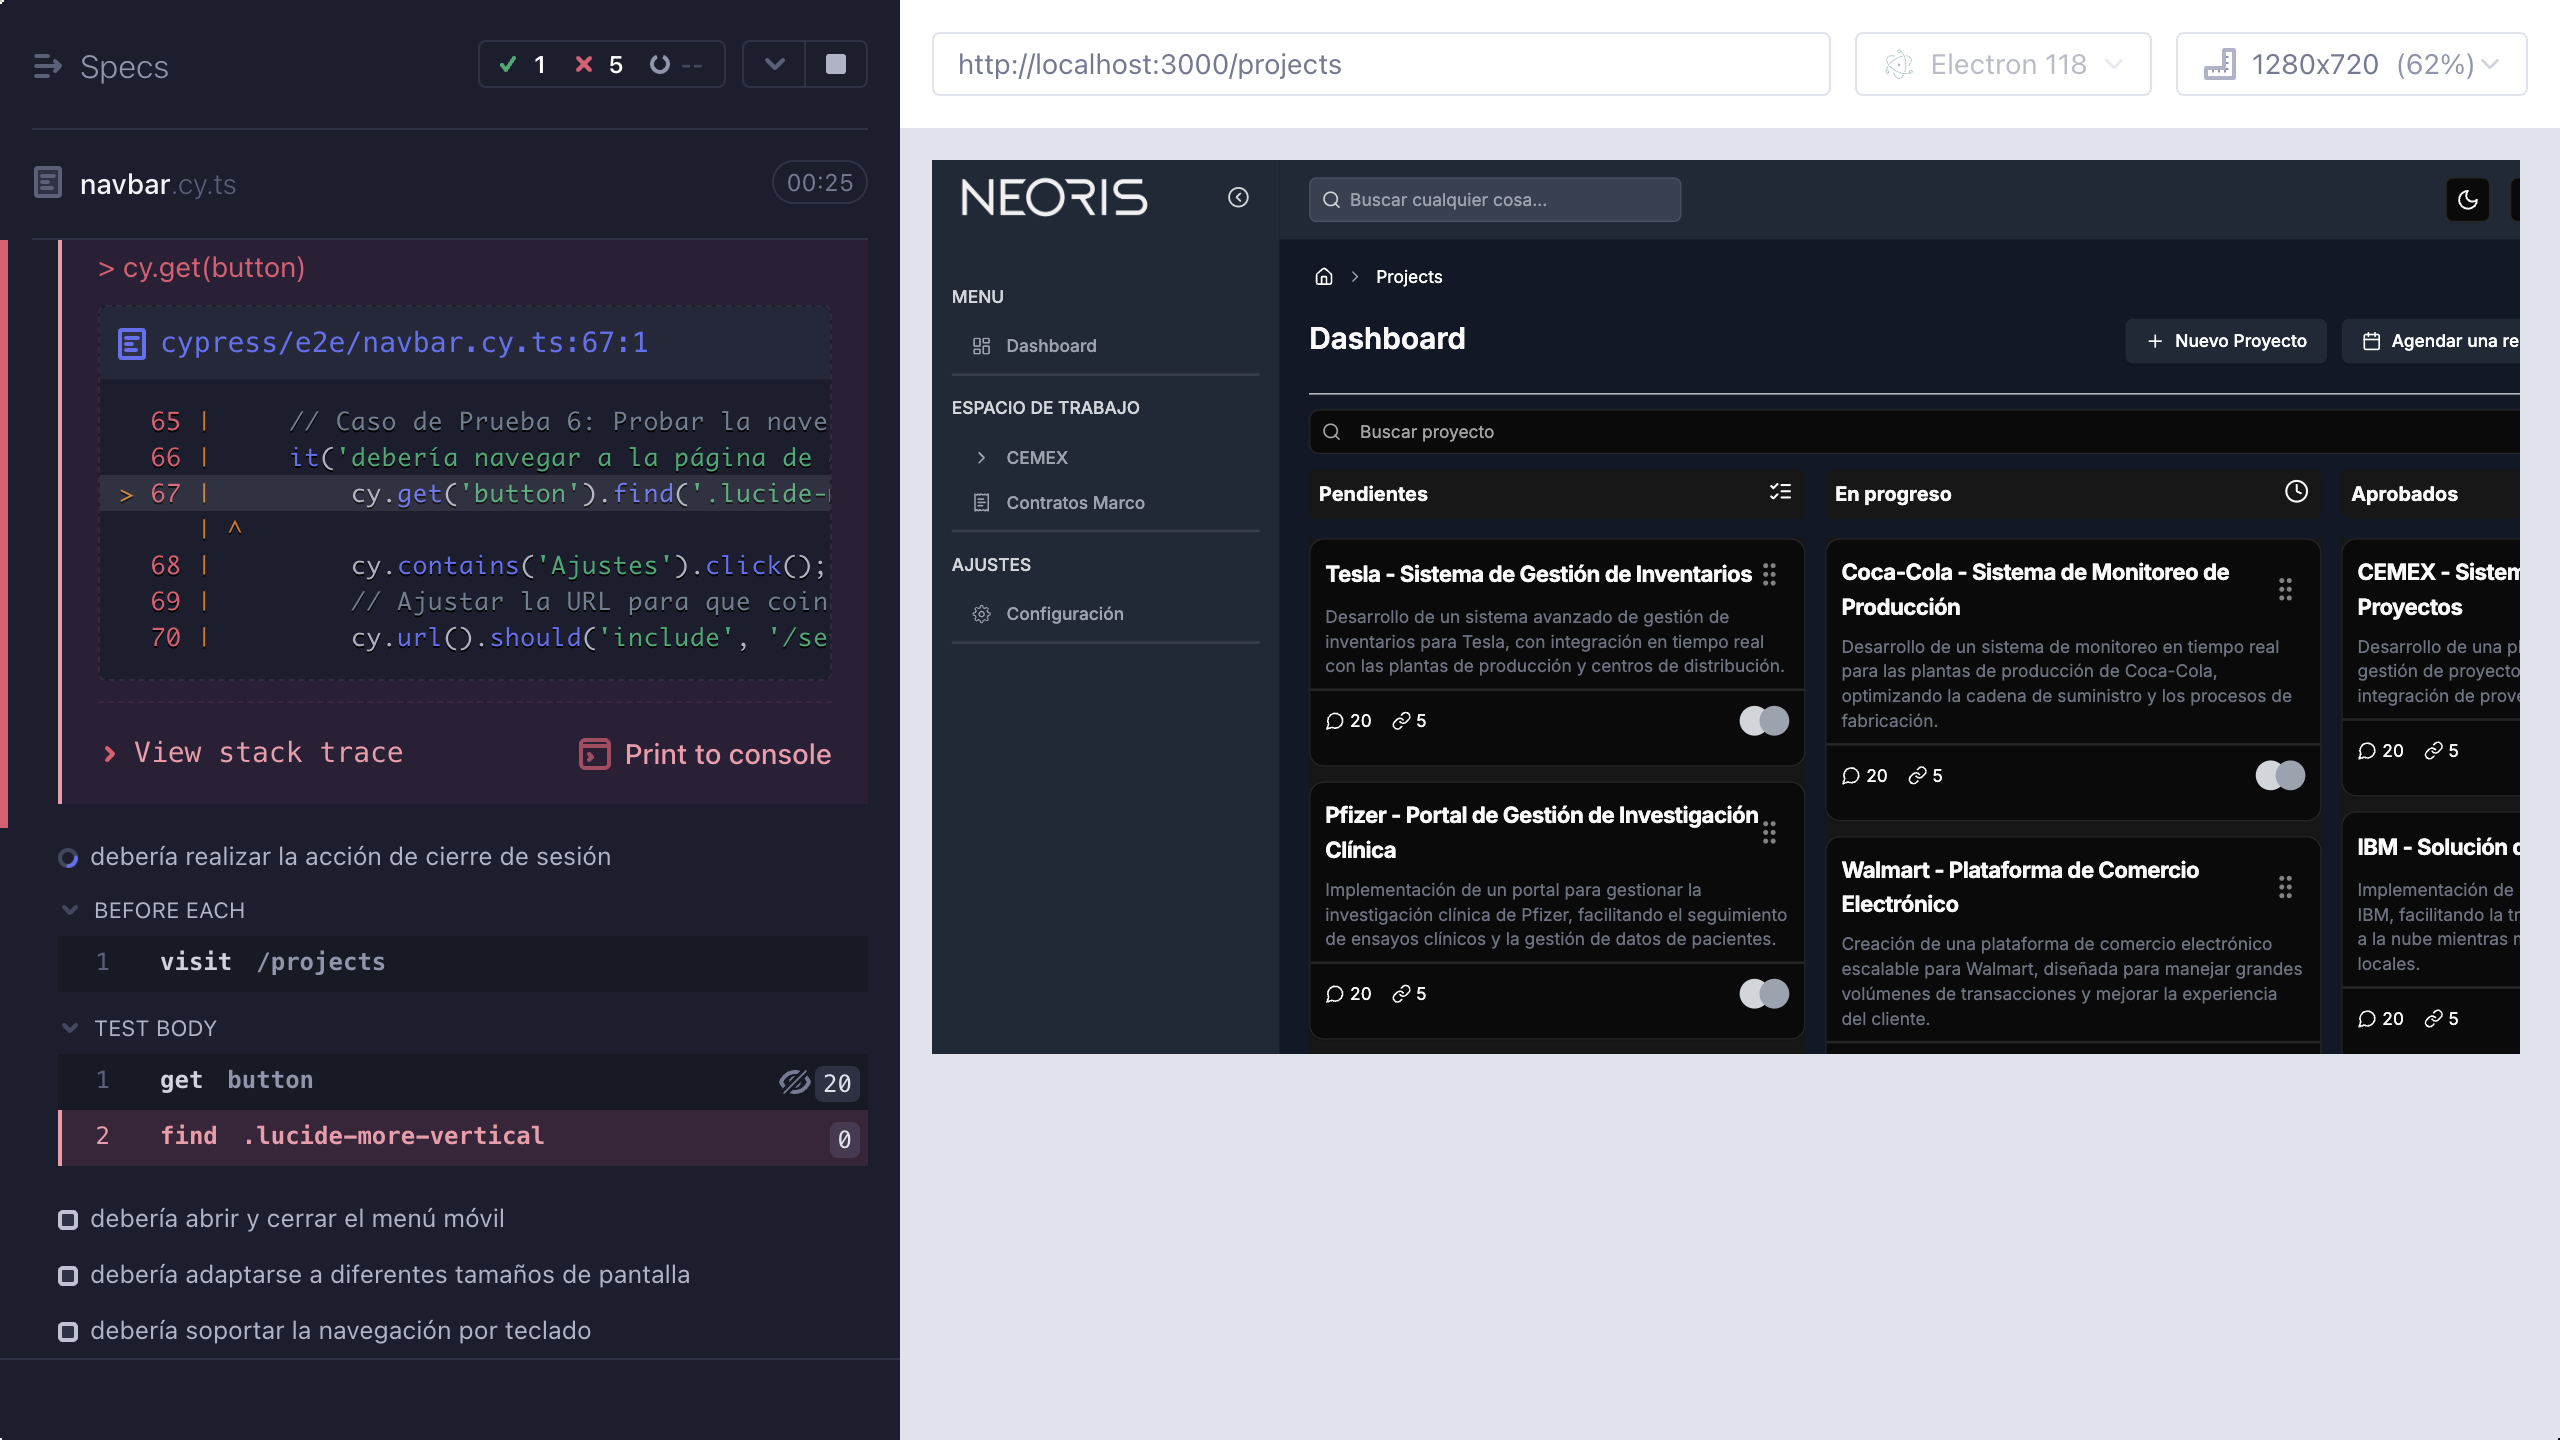 Specs
1
5
--
navbar.cy.ts
00:25
> cy.get(button)
cypress/e2e/navbar.cy.ts:67:1
65 | // Caso de Prueba 6: Probar la nave
66 | it('debería navegar a la página de
> 67 | cy.get('button').find('.lucide-
| ^
68 | cy.contains('Ajustes').click();
69 | // Ajustar la URL para que coin
70 | cy.url().should('include', '/se
View stack trace
Print to console
debería realizar la acción de cierre de sesión
BEFORE EACH
1 visit /projects
TEST BODY
1 get button 20
2 find .lucide-more-vertical 0
debería abrir y cerrar el menú móvil
debería adaptarse a diferentes tamaños de pantalla
debería soportar la navegación por teclado
http://localhost:3000/projects
Electron 118
1280x720 (62%)
NEORIS
MENU
Dashboard
ESPACIO DE TRABAJO
CEMEX
Contratos Marco
AJUSTES
Configuración
Buscar cualquier cosa...
Projects
Dashboard
Nuevo Proyecto
Agendar una re
Buscar proyecto
Pendientes
Tesla - Sistema de Gestión de Inventarios
Desarrollo de un sistema avanzado de gestión de
inventarios para Tesla, con integración en tiempo real
con las plantas de producción y centros de distribución.
20 5
Pfizer - Portal de Gestión de Investigación
Clínica
Implementación de un portal para gestionar la
investigación clínica de Pfizer, facilitando el seguimiento
de ensayos clínicos y la gestión de datos de pacientes.
20 5
En progreso
Coca-Cola - Sistema de Monitoreo de
Producción
Desarrollo de un sistema de monitoreo en tiempo real
para las plantas de producción de Coca-Cola,
optimizando la cadena de suministro y los procesos de
fabricación.
20 5
Walmart - Plataforma de Comercio
Electrónico
Creación de una plataforma de comercio electrónico
escalable para Walmart, diseñada para manejar grandes
volúmenes de transacciones y mejorar la experiencia
del cliente.
Aprobados
CEMEX - Sistem
Proyectos
Desarrollo de una pl
gestión de proyecto
integración de prove
20 5
IBM - Solución d
Implementación de
IBM, facilitando la tr
a la nube mientras
locales.
20 5